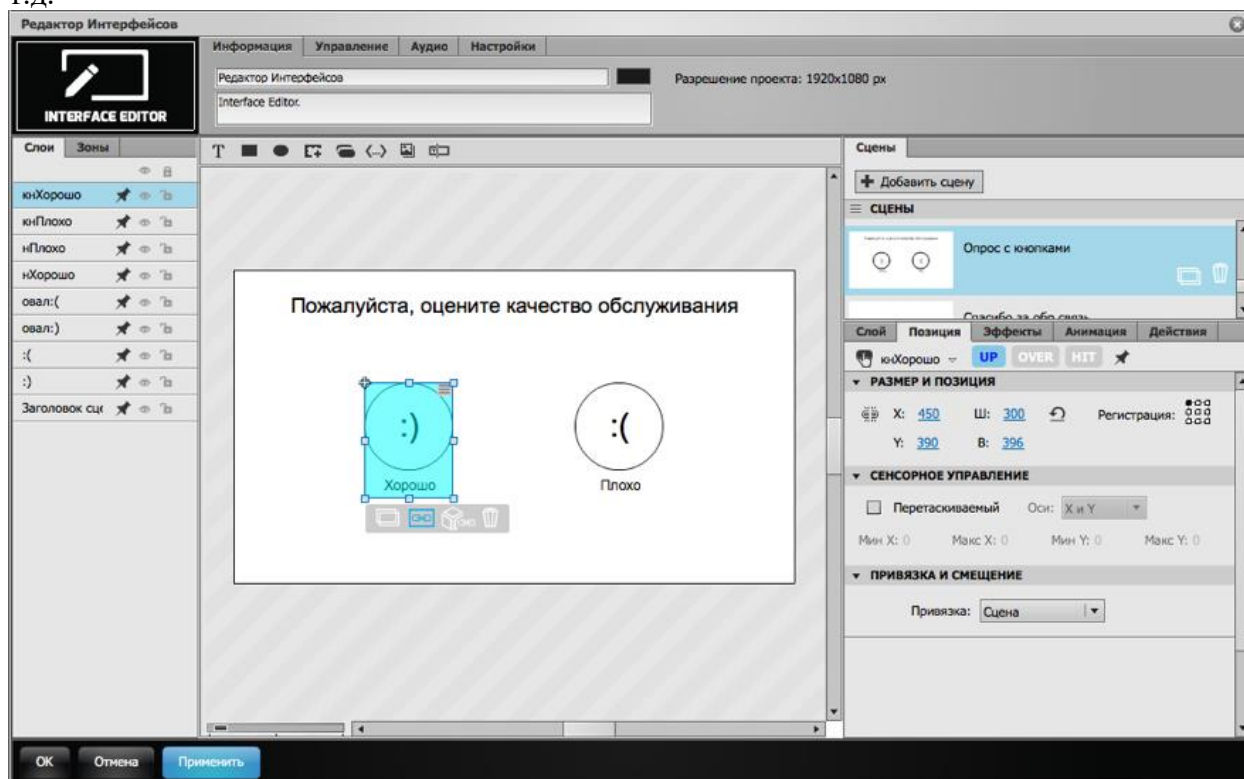 т.д.
Редактор Интерфейсов
INTERFACE EDITOR
Информация Управление Аудио Настройки
Редактор Интерфейсов
Разрешение проекта: 1920x1080 px
Interface Editor.
Слои Зоны
кнХорошо
кнПлохо
нПлохо
нХорошо
овал:(
овал:)
:(
:)
Заголовок сце
T
Пожалуйста, оцените качество обслуживания
:) :(
Хорошо Плохо
Сцены
Добавить сцену
СЦЕНЫ
Опрос с кнопками
Спасибо за обр связь
Слой Позиция Эффекты Анимация Действия
кнХорошо UP OVER HIT
РАЗМЕР И ПОЗИЦИЯ
X: 450 Ш: 300 Регистрация:
Y: 390 В: 396
СЕНСОРНОЕ УПРАВЛЕНИЕ
Перетаскиваемый Оси: X и Y
Мин X: 0 Макс X: 0 Мин Y: 0 Макс Y: 0
ПРИВЯЗКА И СМЕЩЕНИЕ
Привязка: Сцена
OK Отмена Применить